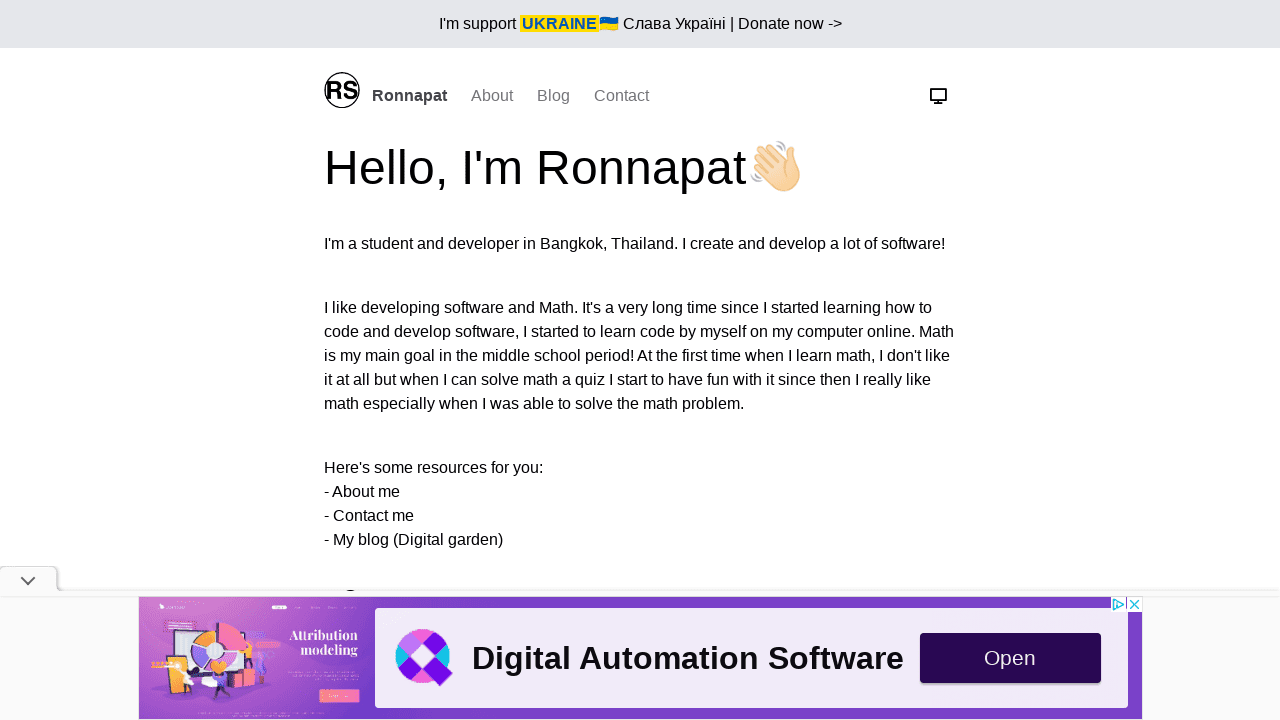 I'm support UKRAINE🇺🇦 Слава Україні | Donate now ->
RS Ronnapat About Blog Contact
Hello, I'm Ronnapat👋🏻
I'm a student and developer in Bangkok, Thailand. I create and develop a lot of software!
I like developing software and Math. It's a very long time since I started learning how to
code and develop software, I started to learn code by myself on my computer online. Math
is my main goal in the middle school period! At the first time when I learn math, I don't like
it at all but when I can solve math a quiz I start to have fun with it since then I really like
math especially when I was able to solve the math problem.
Here's some resources for you:
- About me
- Contact me
- My blog (Digital garden)
Attribution
modeling
Digital Automation Software
Open